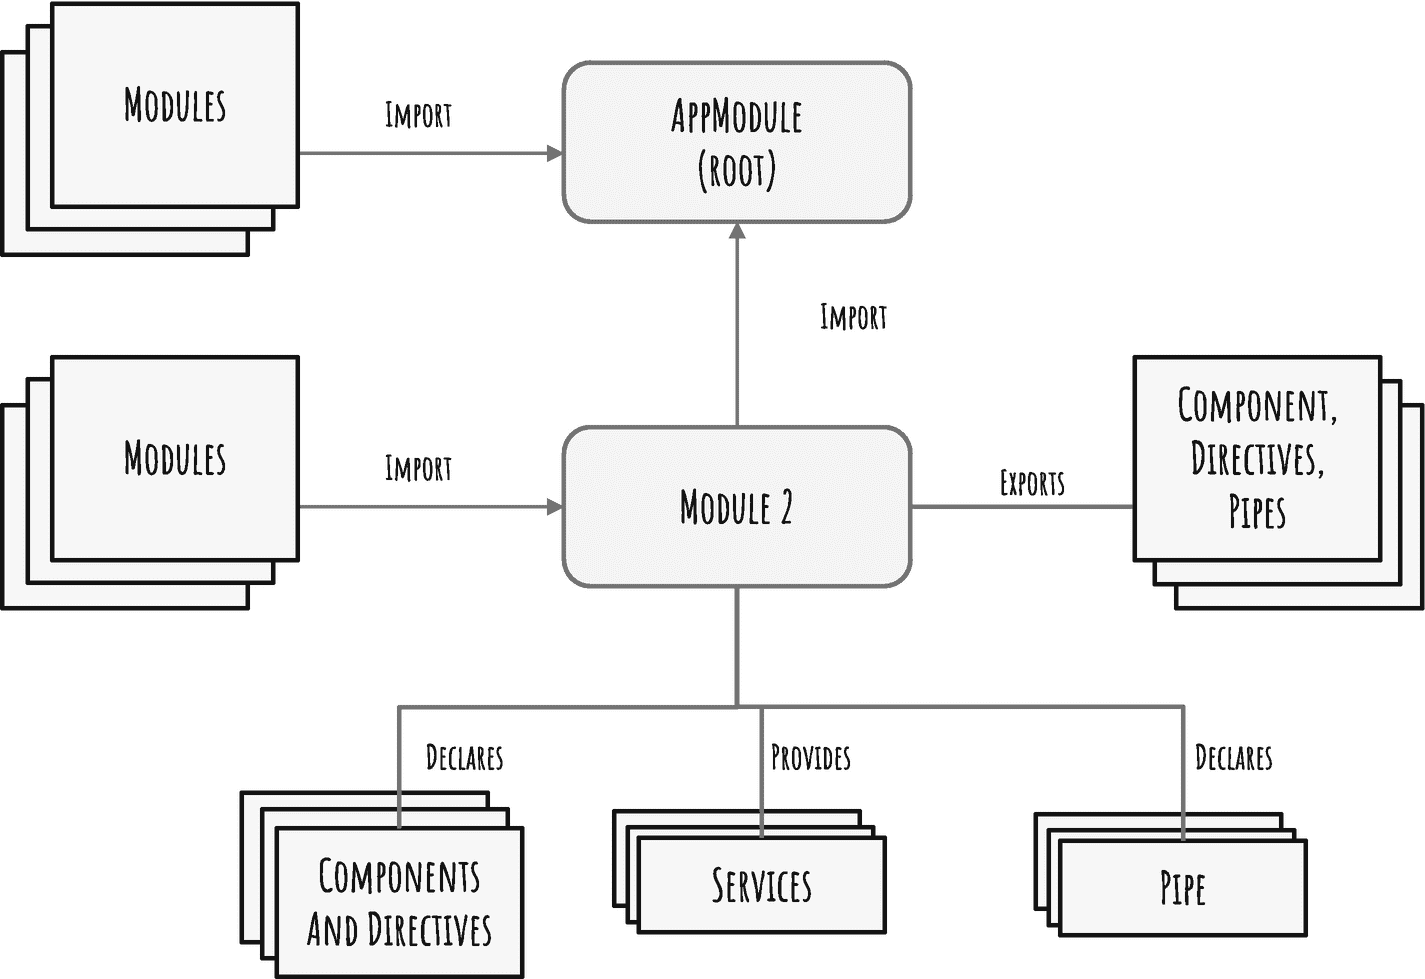 Modules
Import
AppModule
(root)
Import
Modules
Import
Module 2
Exports
Component,
Directives,
Pipes
Declares
Provides
Declares
Components
And Directives
Services
Pipe